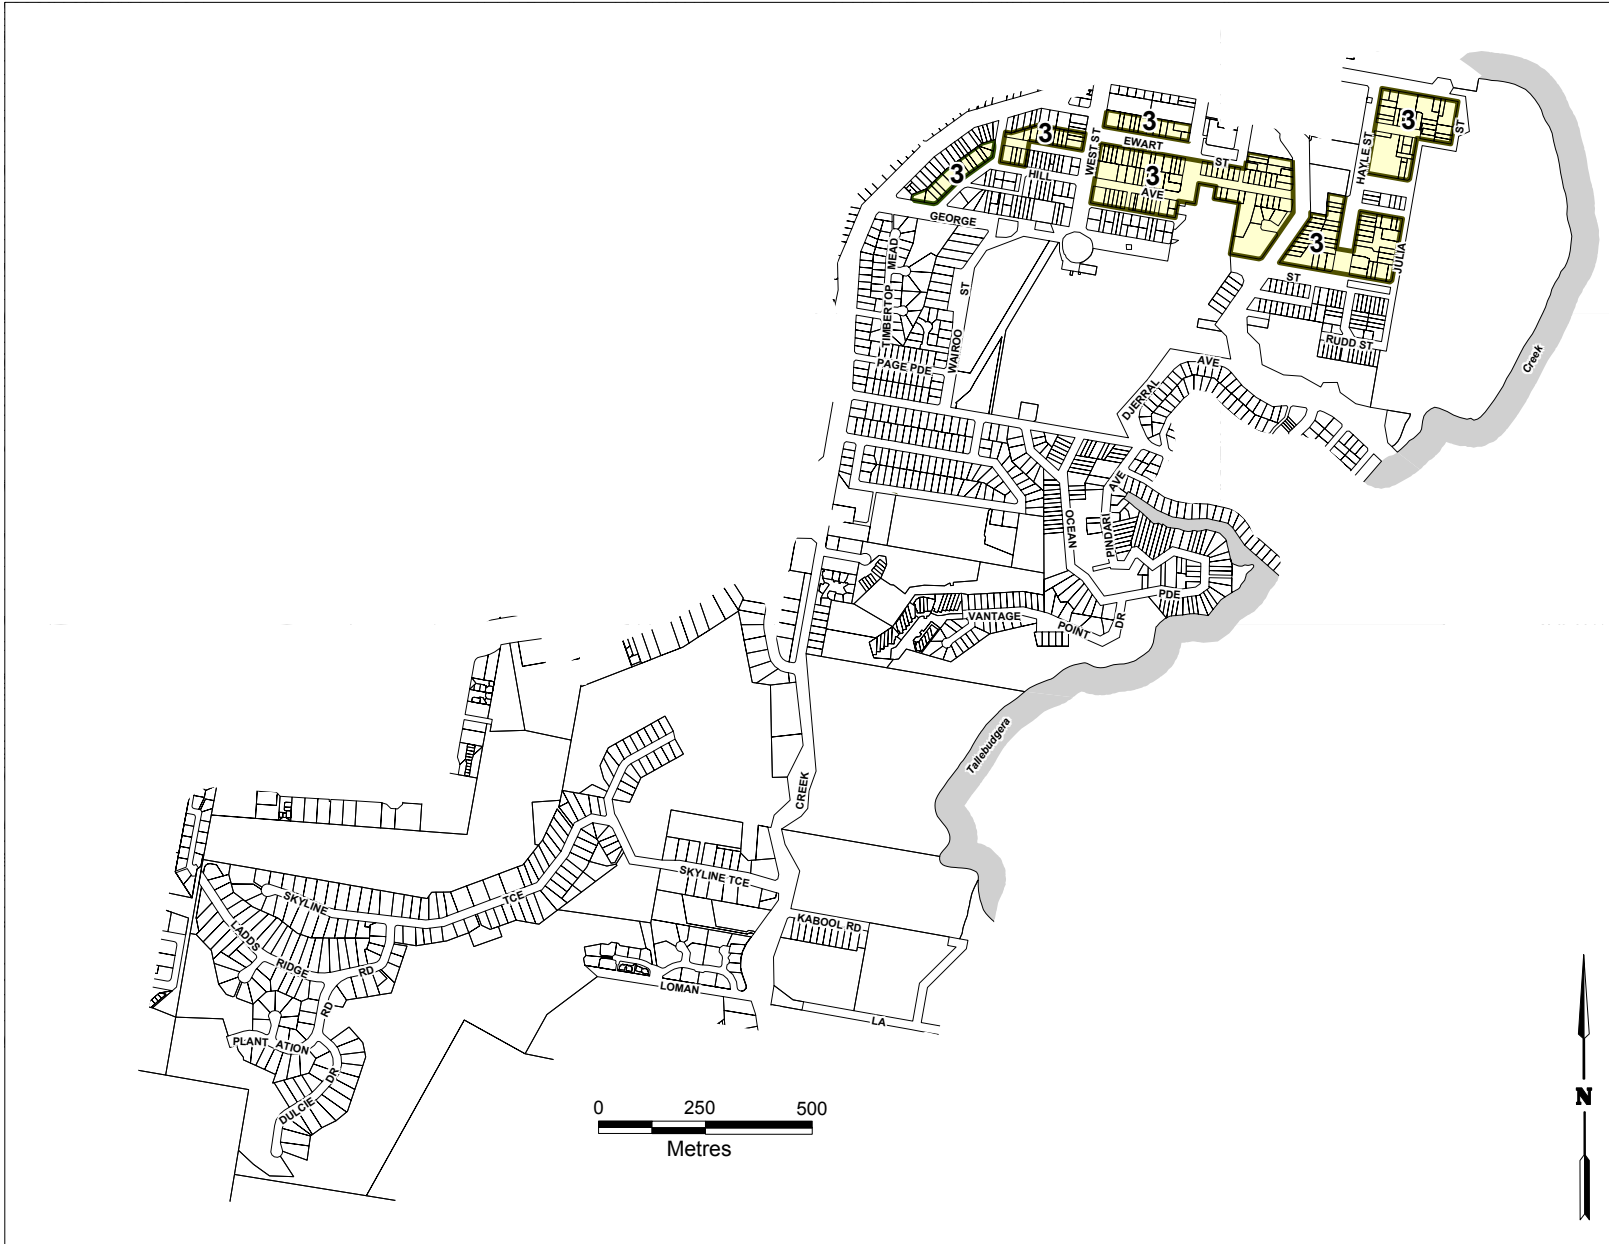 3
3
3
3
3
3
WEST ST
EWART
ST
HAYLE ST
ST
HILL
AVE
GEORGE
JULIA
ST
MEAD
TIMBERTOP
ST
WAIROO
PAGE PDE
RUDD ST
Creek
AVE
DJERRAL
AVE
OCEAN
PINDARI
PDE
VANTAGE
POINT
DR
Tallebudgera
CREEK
SKYLINE TCE
SKYLINE
TCE
LADDS
RIDGE
RD
RD
KABOOL RD
LOMAN
LA
PLANT ATION
DR
DULCIE
0 250 500
Metres
N